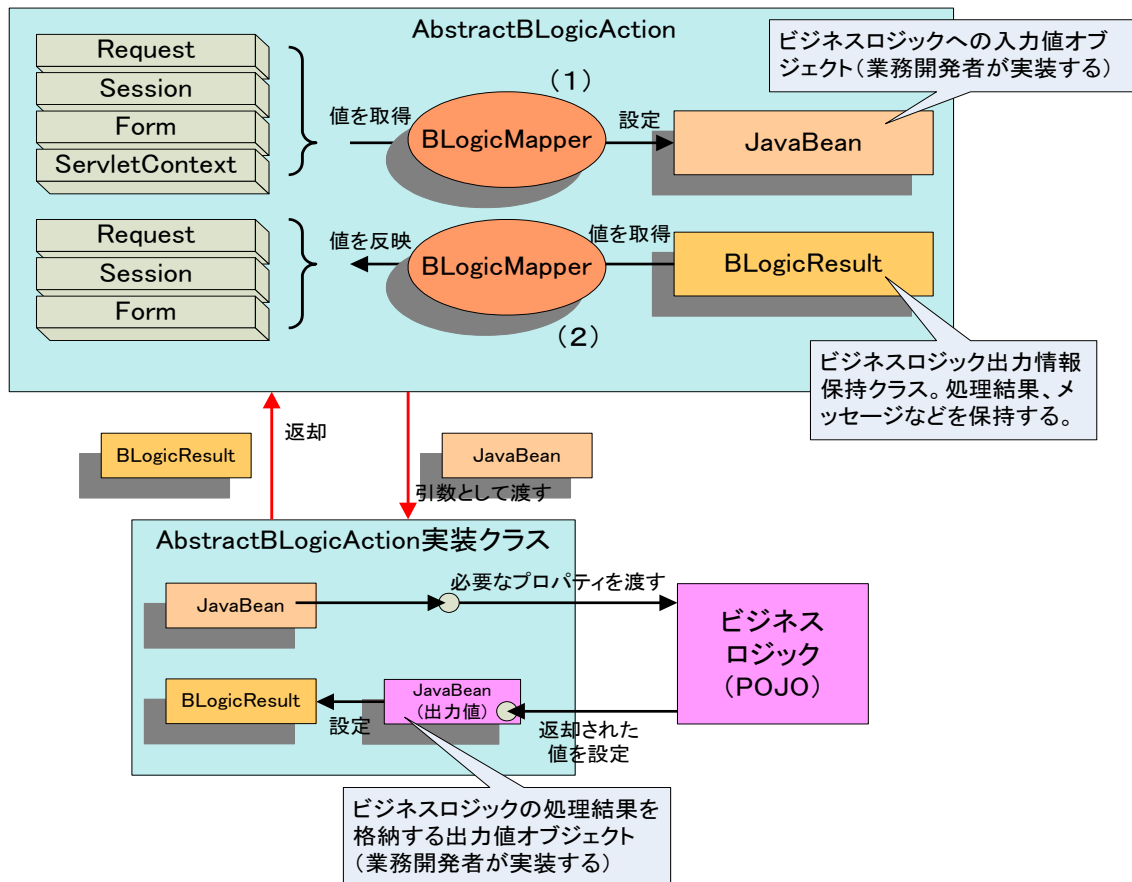 AbstractBLogicAction
Request
Session
Form
ServletContext
値を取得
(1)
BLogicMapper
設定
JavaBean
ビジネスロジックへの入力値オブ
ジェクト(業務開発者が実装する)
Request
Session
Form
値を反映
BLogicMapper
(2)
値を取得
BLogicResult
ビジネスロジック出力情報
保持クラス。処理結果、メ
ッセージなどを保持する。
BLogicResult
返却
JavaBean
引数として渡す
AbstractBLogicAction実装クラス
JavaBean
必要なプロパティを渡す
ビジネス
ロジック
(POJO)
BLogicResult
設定
JavaBean
(出力値)
返却された
値を設定
ビジネスロジックの処理結果を
格納する出力値オブジェクト
(業務開発者が実装する)